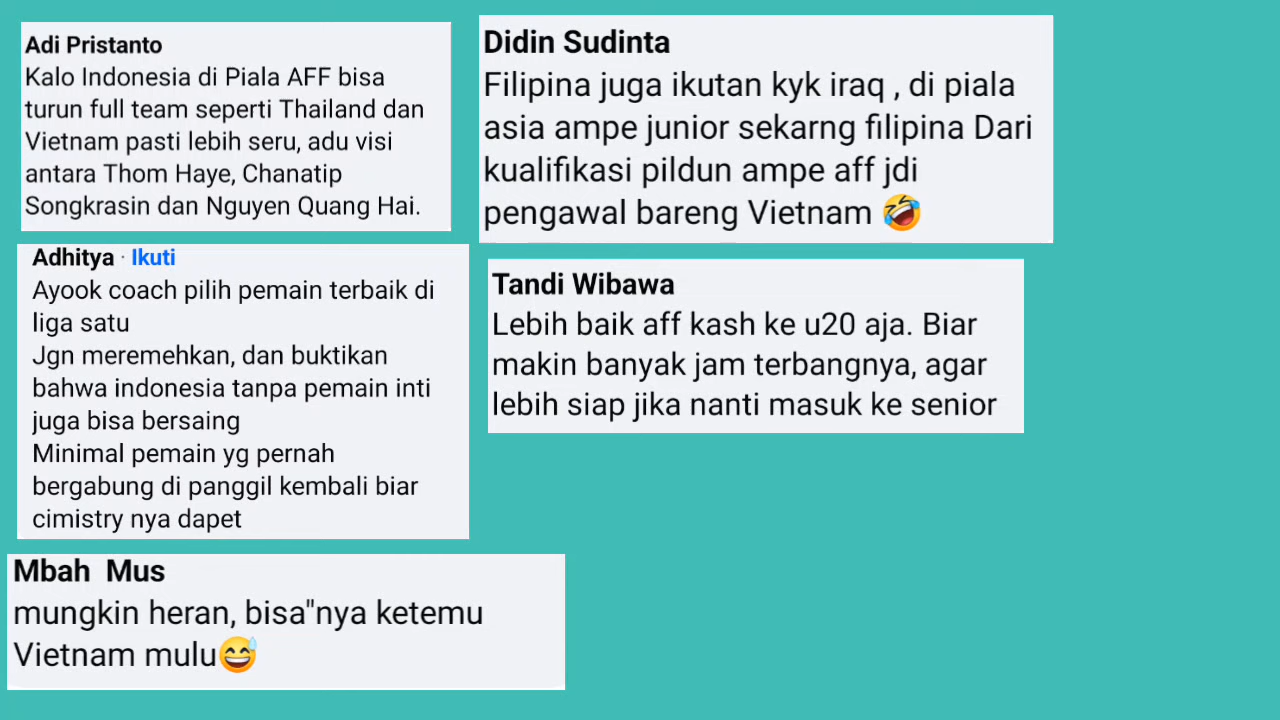 Adi Pristanto
Kalo Indonesia di Piala AFF bisa
turun full team seperti Thailand dan
Vietnam pasti lebih seru, adu visi
antara Thom Haye, Chanatip
Songkrasin dan Nguyen Quang Hai.
Adhitya · Ikuti
Ayook coach pilih pemain terbaik di
liga satu
Jgn meremehkan, dan buktikan
bahwa indonesia tanpa pemain inti
juga bisa bersaing
Minimal pemain yg pernah
bergabung di panggil kembali biar
cimistry nya dapet
Mbah Mus
mungkin heran, bisa"nya ketemu
Vietnam mulu😅
Didin Sudinta
Filipina juga ikutan kyk iraq , di piala
asia ampe junior sekarng filipina Dari
kualifikasi pildun ampe aff jdi
pengawal bareng Vietnam 🤣
Tandi Wibawa
Lebih baik aff kash ke u20 aja. Biar
makin banyak jam terbangnya, agar
lebih siap jika nanti masuk ke senior